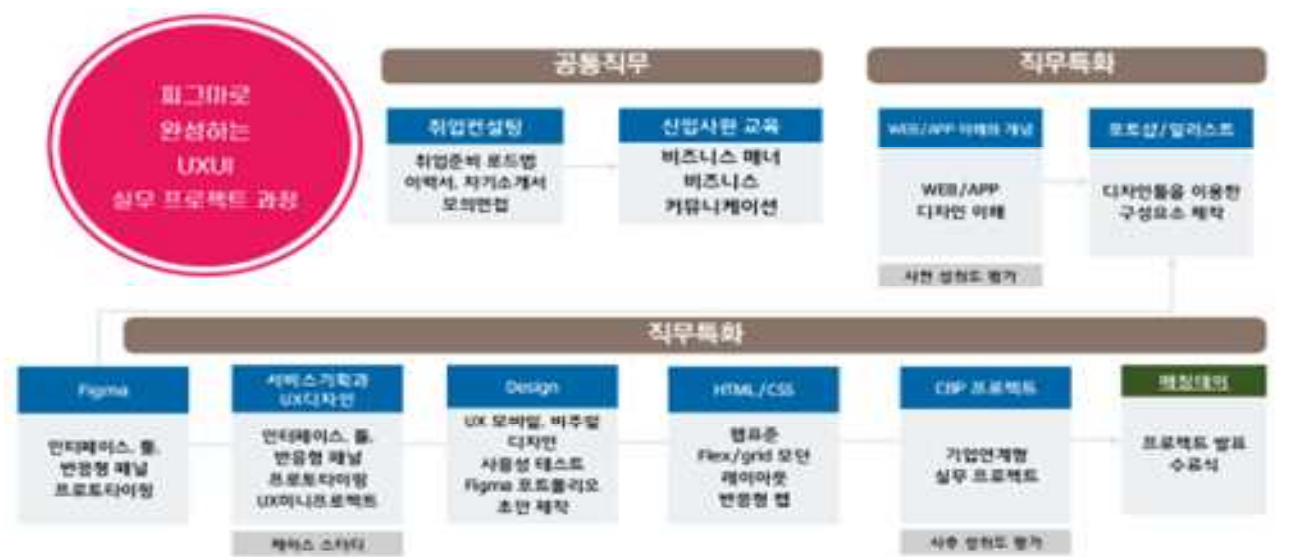 피그마로
완성하는
UXUI
실무 프로젝트 과정
공통직무
직무특화
취업컨설팅
취업준비 로드맵
이력서, 자기소개서
모의면접
신입사원 교육
비즈니스 매너
비즈니스
커뮤니케이션
WEB/APP 이해와 개념
WEB/APP
디자인 이해
사전 성취도 평가
포토샵/일러스트
디자인툴을 이용한
구성요소 제작
직무특화
Figma
인터페이스, 툴,
반응형 패널
프로토타이핑
서비스기획과
UX디자인
인터페이스, 툴,
반응형 패널
프로토타이핑
UX미니프로젝트
케이스 스터디
Design
UX 모바일, 비주얼
디자인
사용성 테스트
Figma 포트폴리오
초안 제작
HTML/CSS
웹표준
Flex/grid 모던
레이아웃
반응형 웹
CBP 프로젝트
기업연계형
실무 프로젝트
사후 성취도 평가
매칭데이
프로젝트 발표
수료식